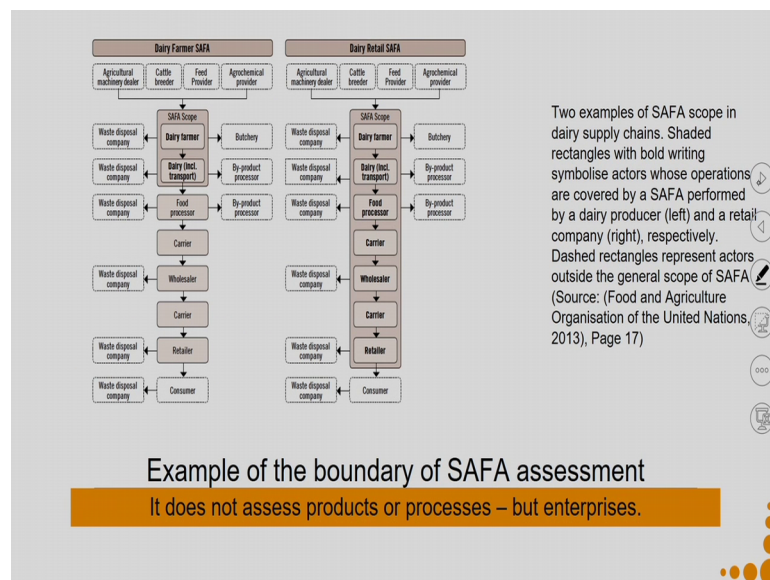 Dairy Farmer SAFA
Agricultural
machinery dealer
Cattle
breeder
Feed
Provider
Agrochemical
provider
SAFA Scope
Waste disposal
company
Dairy farmer
Butchery
Waste disposal
company
Dairy (incl.
transport)
By-product
processor
Waste disposal
company
Food
processor
By-product
processor
Carrier
Waste disposal
company
Wholesaler
Carrier
Waste disposal
company
Retailer
Waste disposal
company
Consumer
Dairy Retail SAFA
Agricultural
machinery dealer
Cattle
breeder
Feed
Provider
Agrochemical
provider
SAFA Scope
Waste disposal
company
Dairy farmer
Butchery
Waste disposal
company
Dairy (incl.
transport)
By-product
processor
Waste disposal
company
Food
processor
By-product
processor
Carrier
Waste disposal
company
Wholesaler
Carrier
Waste disposal
company
Retailer
Waste disposal
company
Consumer
Two examples of SAFA scope in
dairy supply chains. Shaded
rectangles with bold writing
symbolise actors whose operations
are covered by a SAFA performed
by a dairy producer (left) and a retail
company (right), respectively.
Dashed rectangles represent actors
outside the general scope of SAFA
(Source: (Food and Agriculture
Organisation of the United Nations,
2013), Page 17)
Example of the boundary of SAFA assessment
It does not assess products or processes – but enterprises.